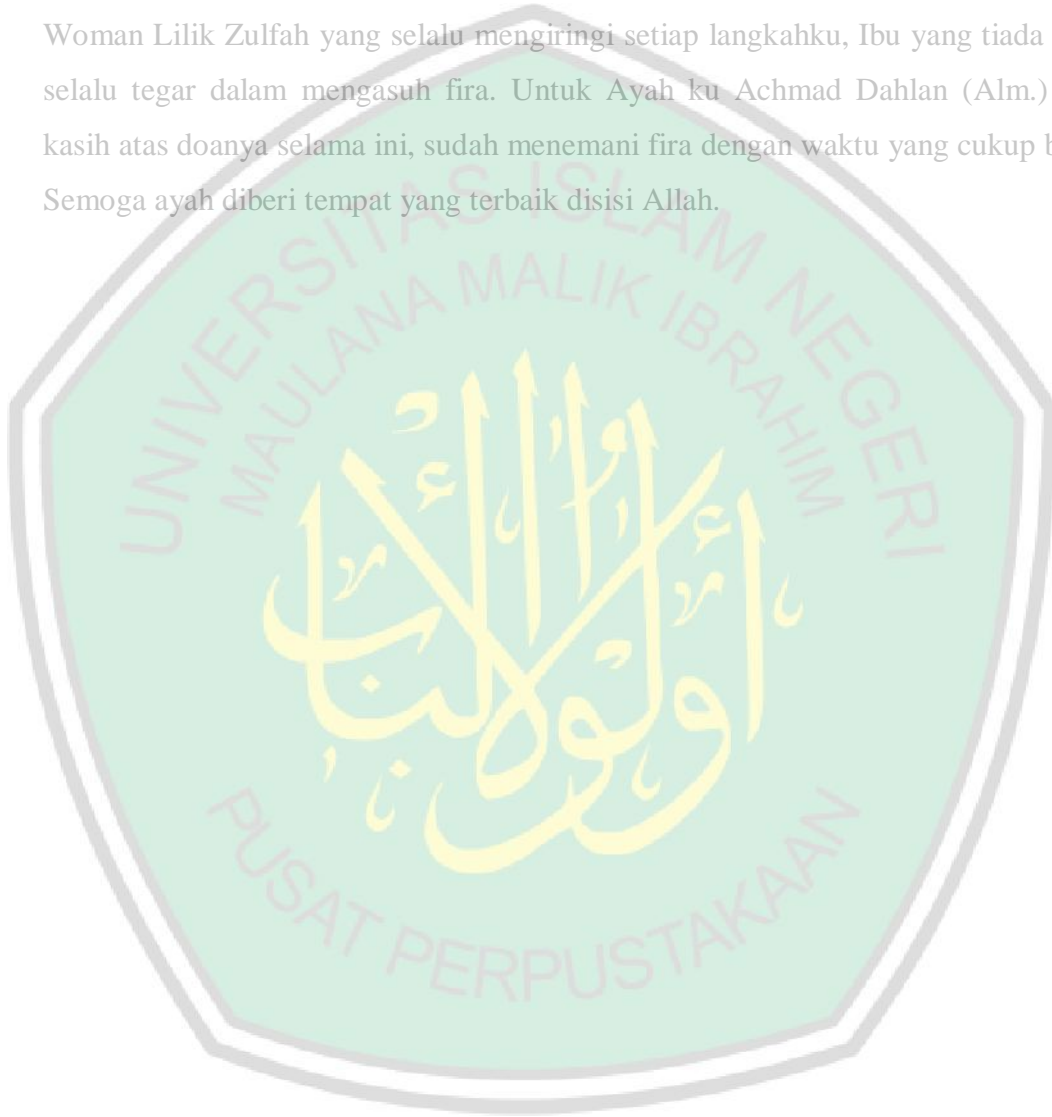 Woman Lilik Zulfah yang selalu mengiringi setiap langkahku, Ibu yang tiada
selalu tegar dalam mengasuh fira. Untuk Ayah ku Achmad Dahlan (Alm.)
kasih atas doanya selama ini, sudah menemani fira dengan waktu yang cukup
Semoga ayah diberi tempat yang terbaik disisi Allah.
UNIVERSITAS ISLAM NEGERI
MAULANA MALIK IBRAHIM
أولوا الألباب
PUSAT PERPUSTAKAAN